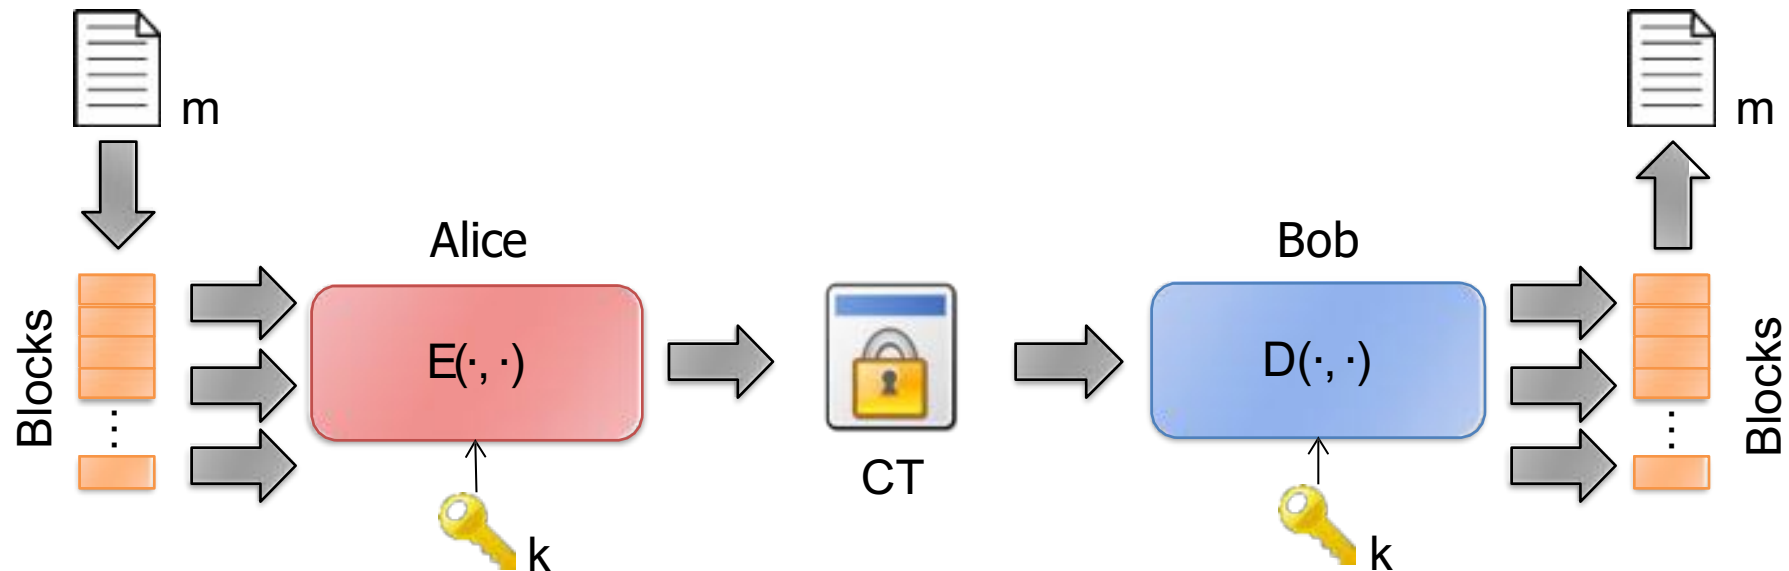 m
m
Alice
Bob
Blocks
E(·, ·)
D(·, ·)
Blocks
⋮
⋮
CT
k
k